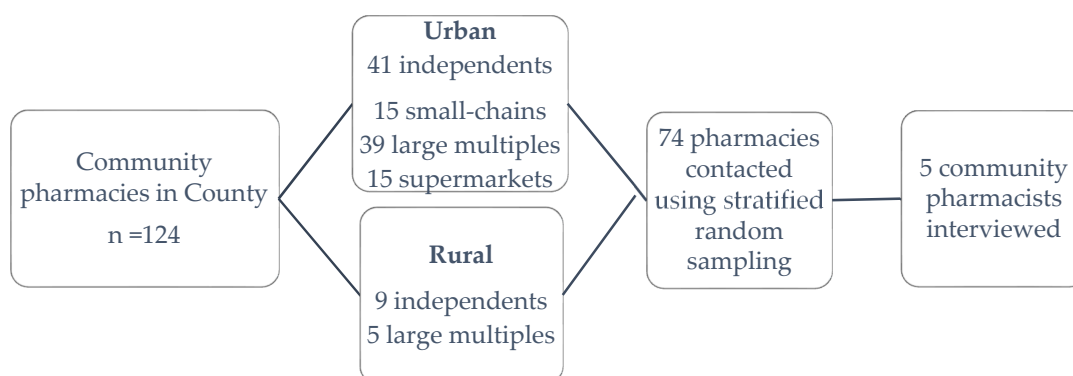 Community
pharmacies in County
n =124
Urban
41 independents
15 small-chains
39 large multiples
15 supermarkets
Rural
9 independents
5 large multiples
74 pharmacies
contacted
using stratified
random
sampling
5 community
pharmacists
interviewed